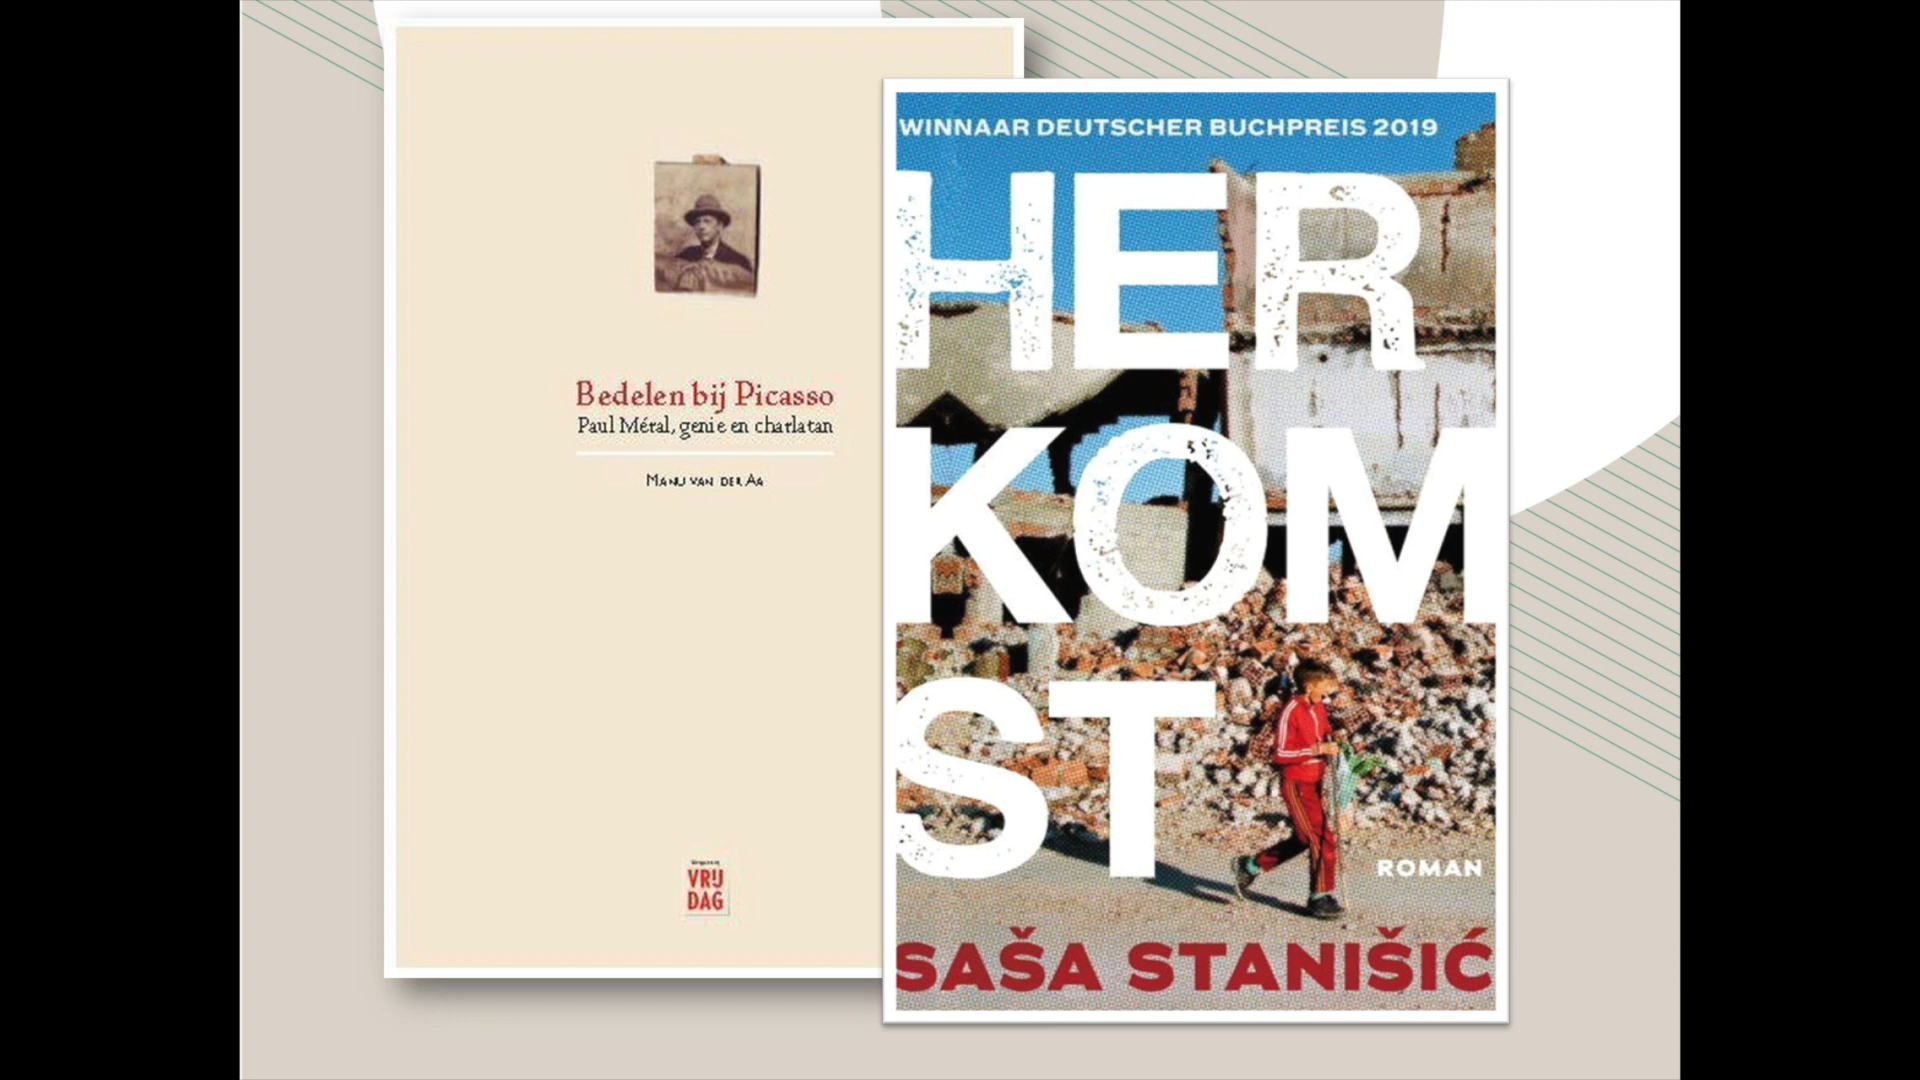 Bedelen bij Picasso
Paul Méral, genie en charlatan
Manu van der Aa
VRIJ
DAG
WINNAAR DEUTSCHER BUCHPREIS 2019
HER
KOM
ST
ROMAN
SAŠA STANIŠIĆ